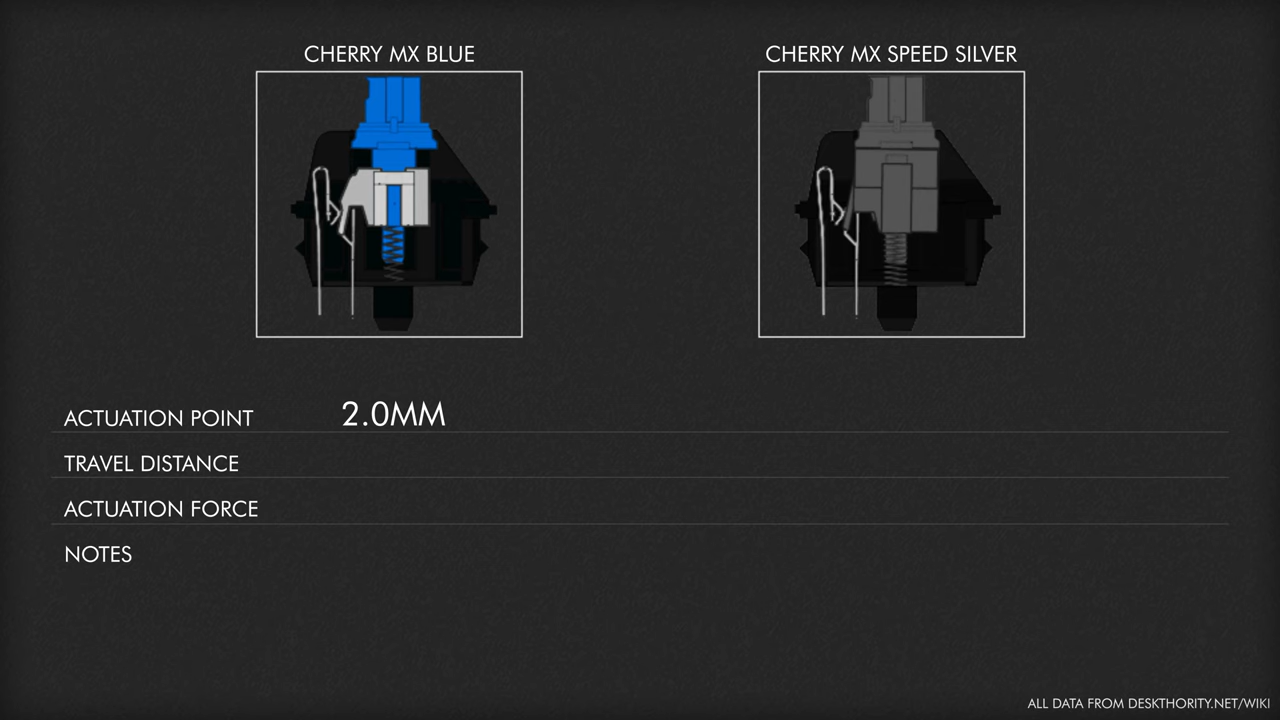 CHERRY MX BLUE
CHERRY MX SPEED SILVER
ACTUATION POINT 2.0MM
TRAVEL DISTANCE
ACTUATION FORCE
NOTES
ALL DATA FROM DESKTHORITY.NET/WIKI